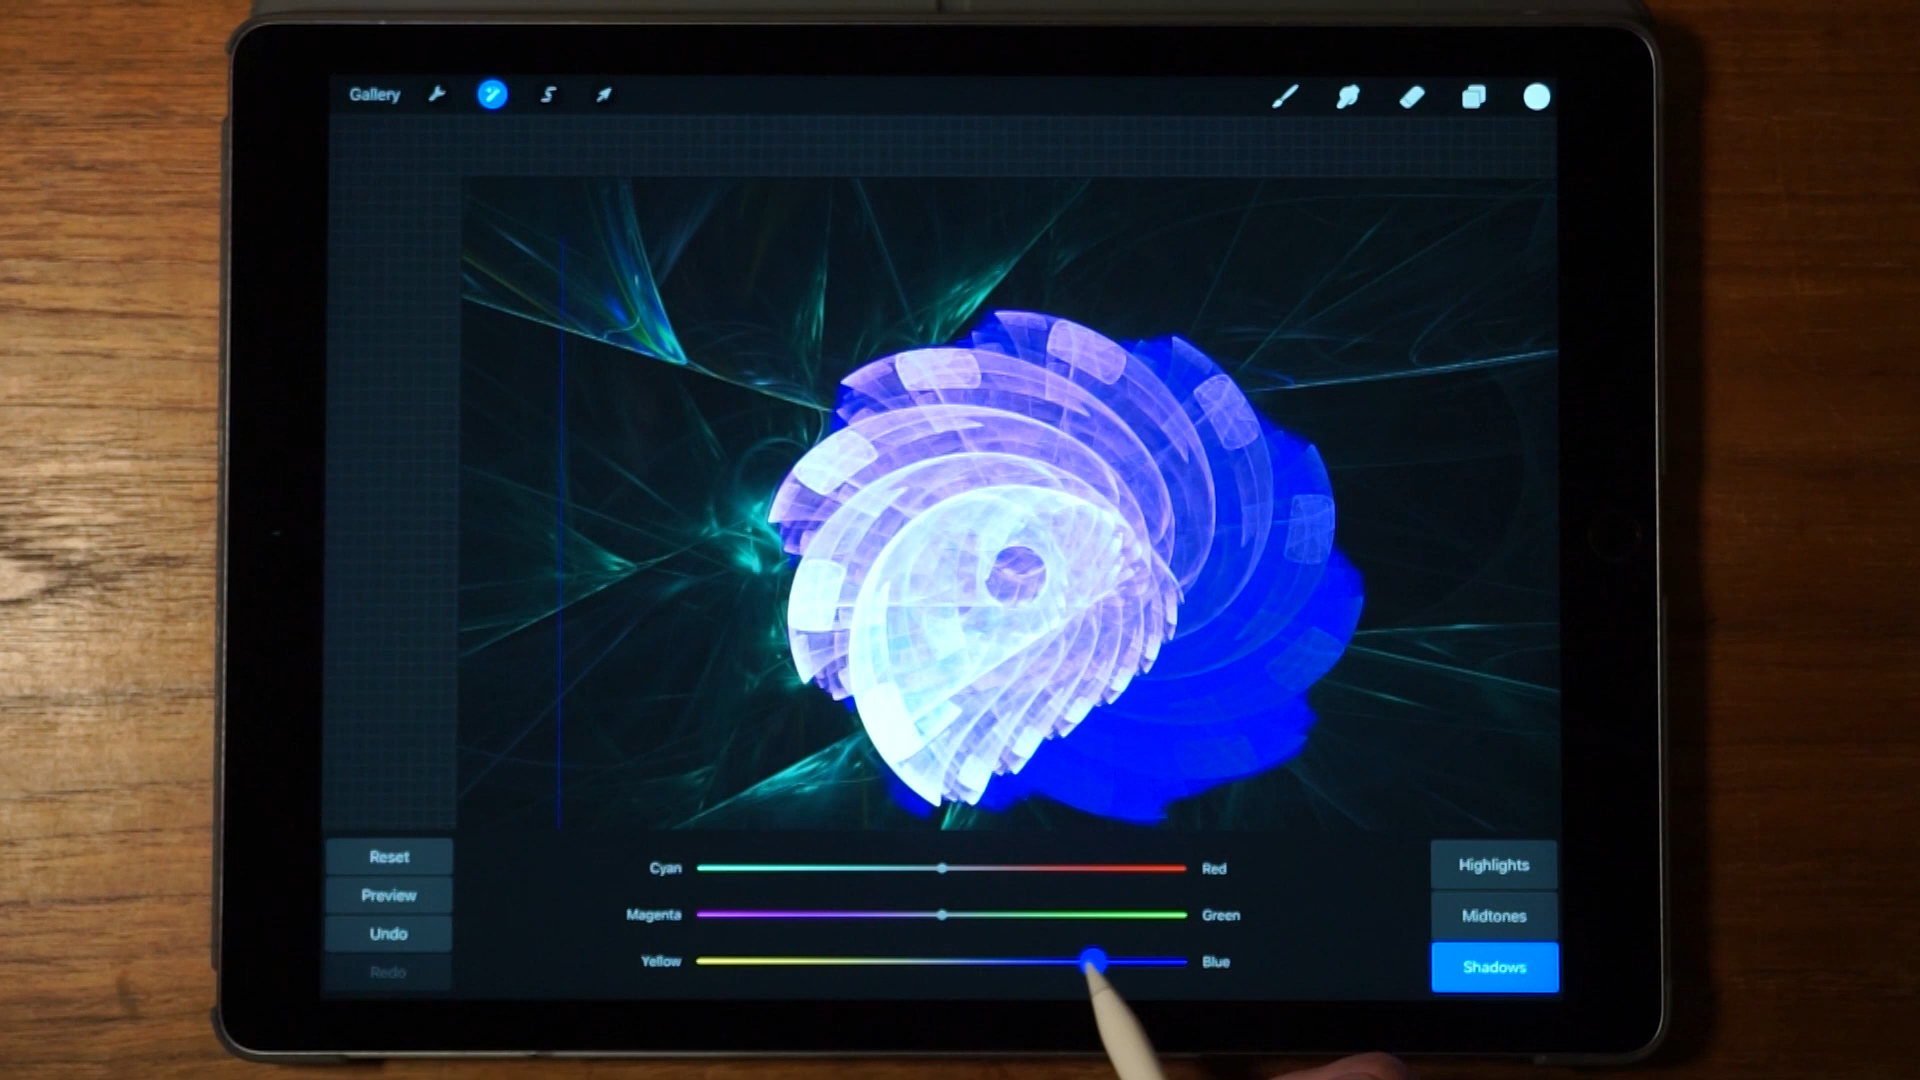 Gallery
Reset
Preview
Undo
Redo
Cyan Red
Magenta Green
Yellow Blue
Highlights
Midtones
Shadows